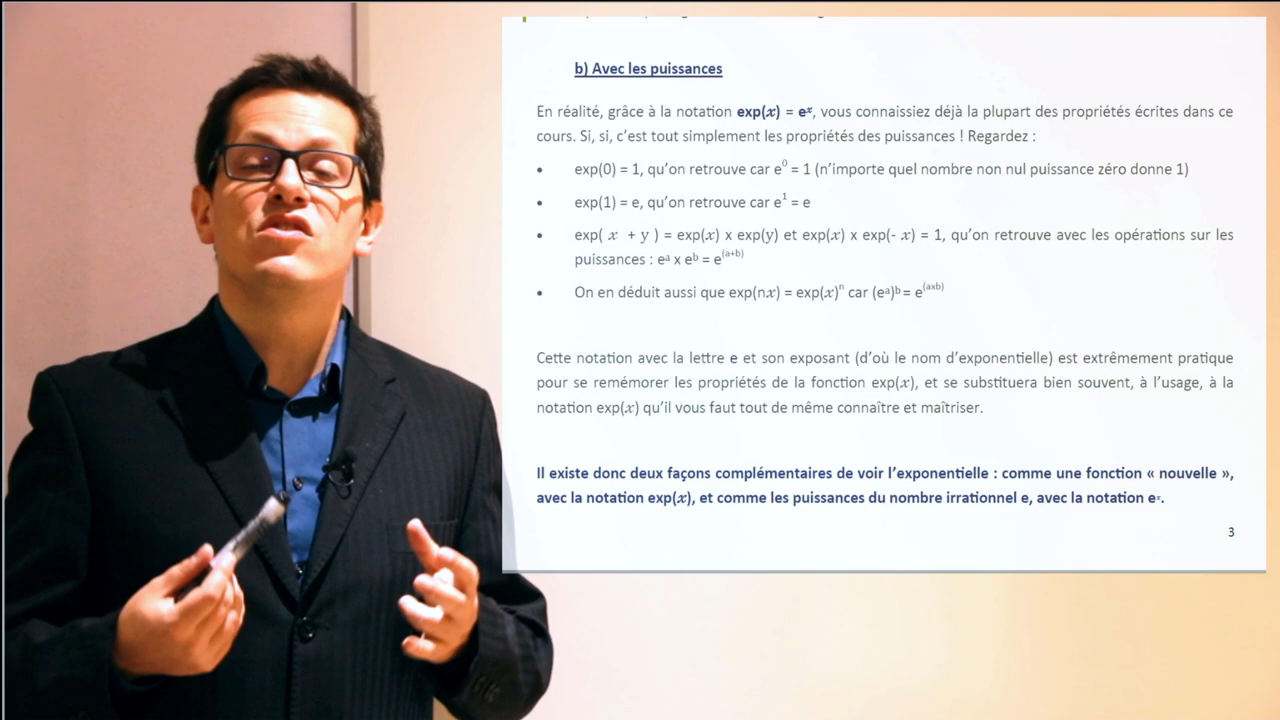 b) Avec les puissances
En réalité, grâce à la notation exp(x) = eˣ, vous connaissiez déjà la plupart des propriétés écrites dans ce
cours. Si, si, c'est tout simplement les propriétés des puissances ! Regardez :
• exp(0) = 1, qu'on retrouve car e⁰ = 1 (n'importe quel nombre non nul puissance zéro donne 1)
• exp(1) = e, qu'on retrouve car e¹ = e
• exp( x + y ) = exp(x) x exp(y) et exp(x) x exp(- x) = 1, qu'on retrouve avec les opérations sur les
puissances : eᵃ x eᵇ = e⁽ᵃ⁺ᵇ⁾
• On en déduit aussi que exp(nx) = exp(x)ⁿ car (eᵃ)ᵇ = e⁽ᵃˣᵇ⁾
Cette notation avec la lettre e et son exposant (d'où le nom d'exponentielle) est extrêmement pratique
pour se remémorer les propriétés de la fonction exp(x), et se substituera bien souvent, à l'usage, à la
notation exp(x) qu'il vous faut tout de même connaître et maîtriser.
Il existe donc deux façons complémentaires de voir l'exponentielle : comme une fonction « nouvelle »,
avec la notation exp(x), et comme les puissances du nombre irrationnel e, avec la notation eˣ.
3